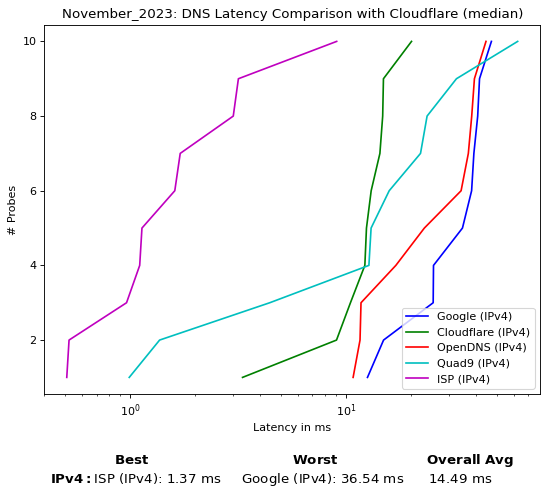 November_2023: DNS Latency Comparison with Cloudflare (median)
10
8
6
4
2
# Probes
Google (IPv4)
Cloudflare (IPv4)
OpenDNS (IPv4)
Quad9 (IPv4)
ISP (IPv4)
10⁰ 10¹
Latency in ms
Best Worst Overall Avg
IPv4: ISP (IPv4): 1.37 ms Google (IPv4): 36.54 ms 14.49 ms